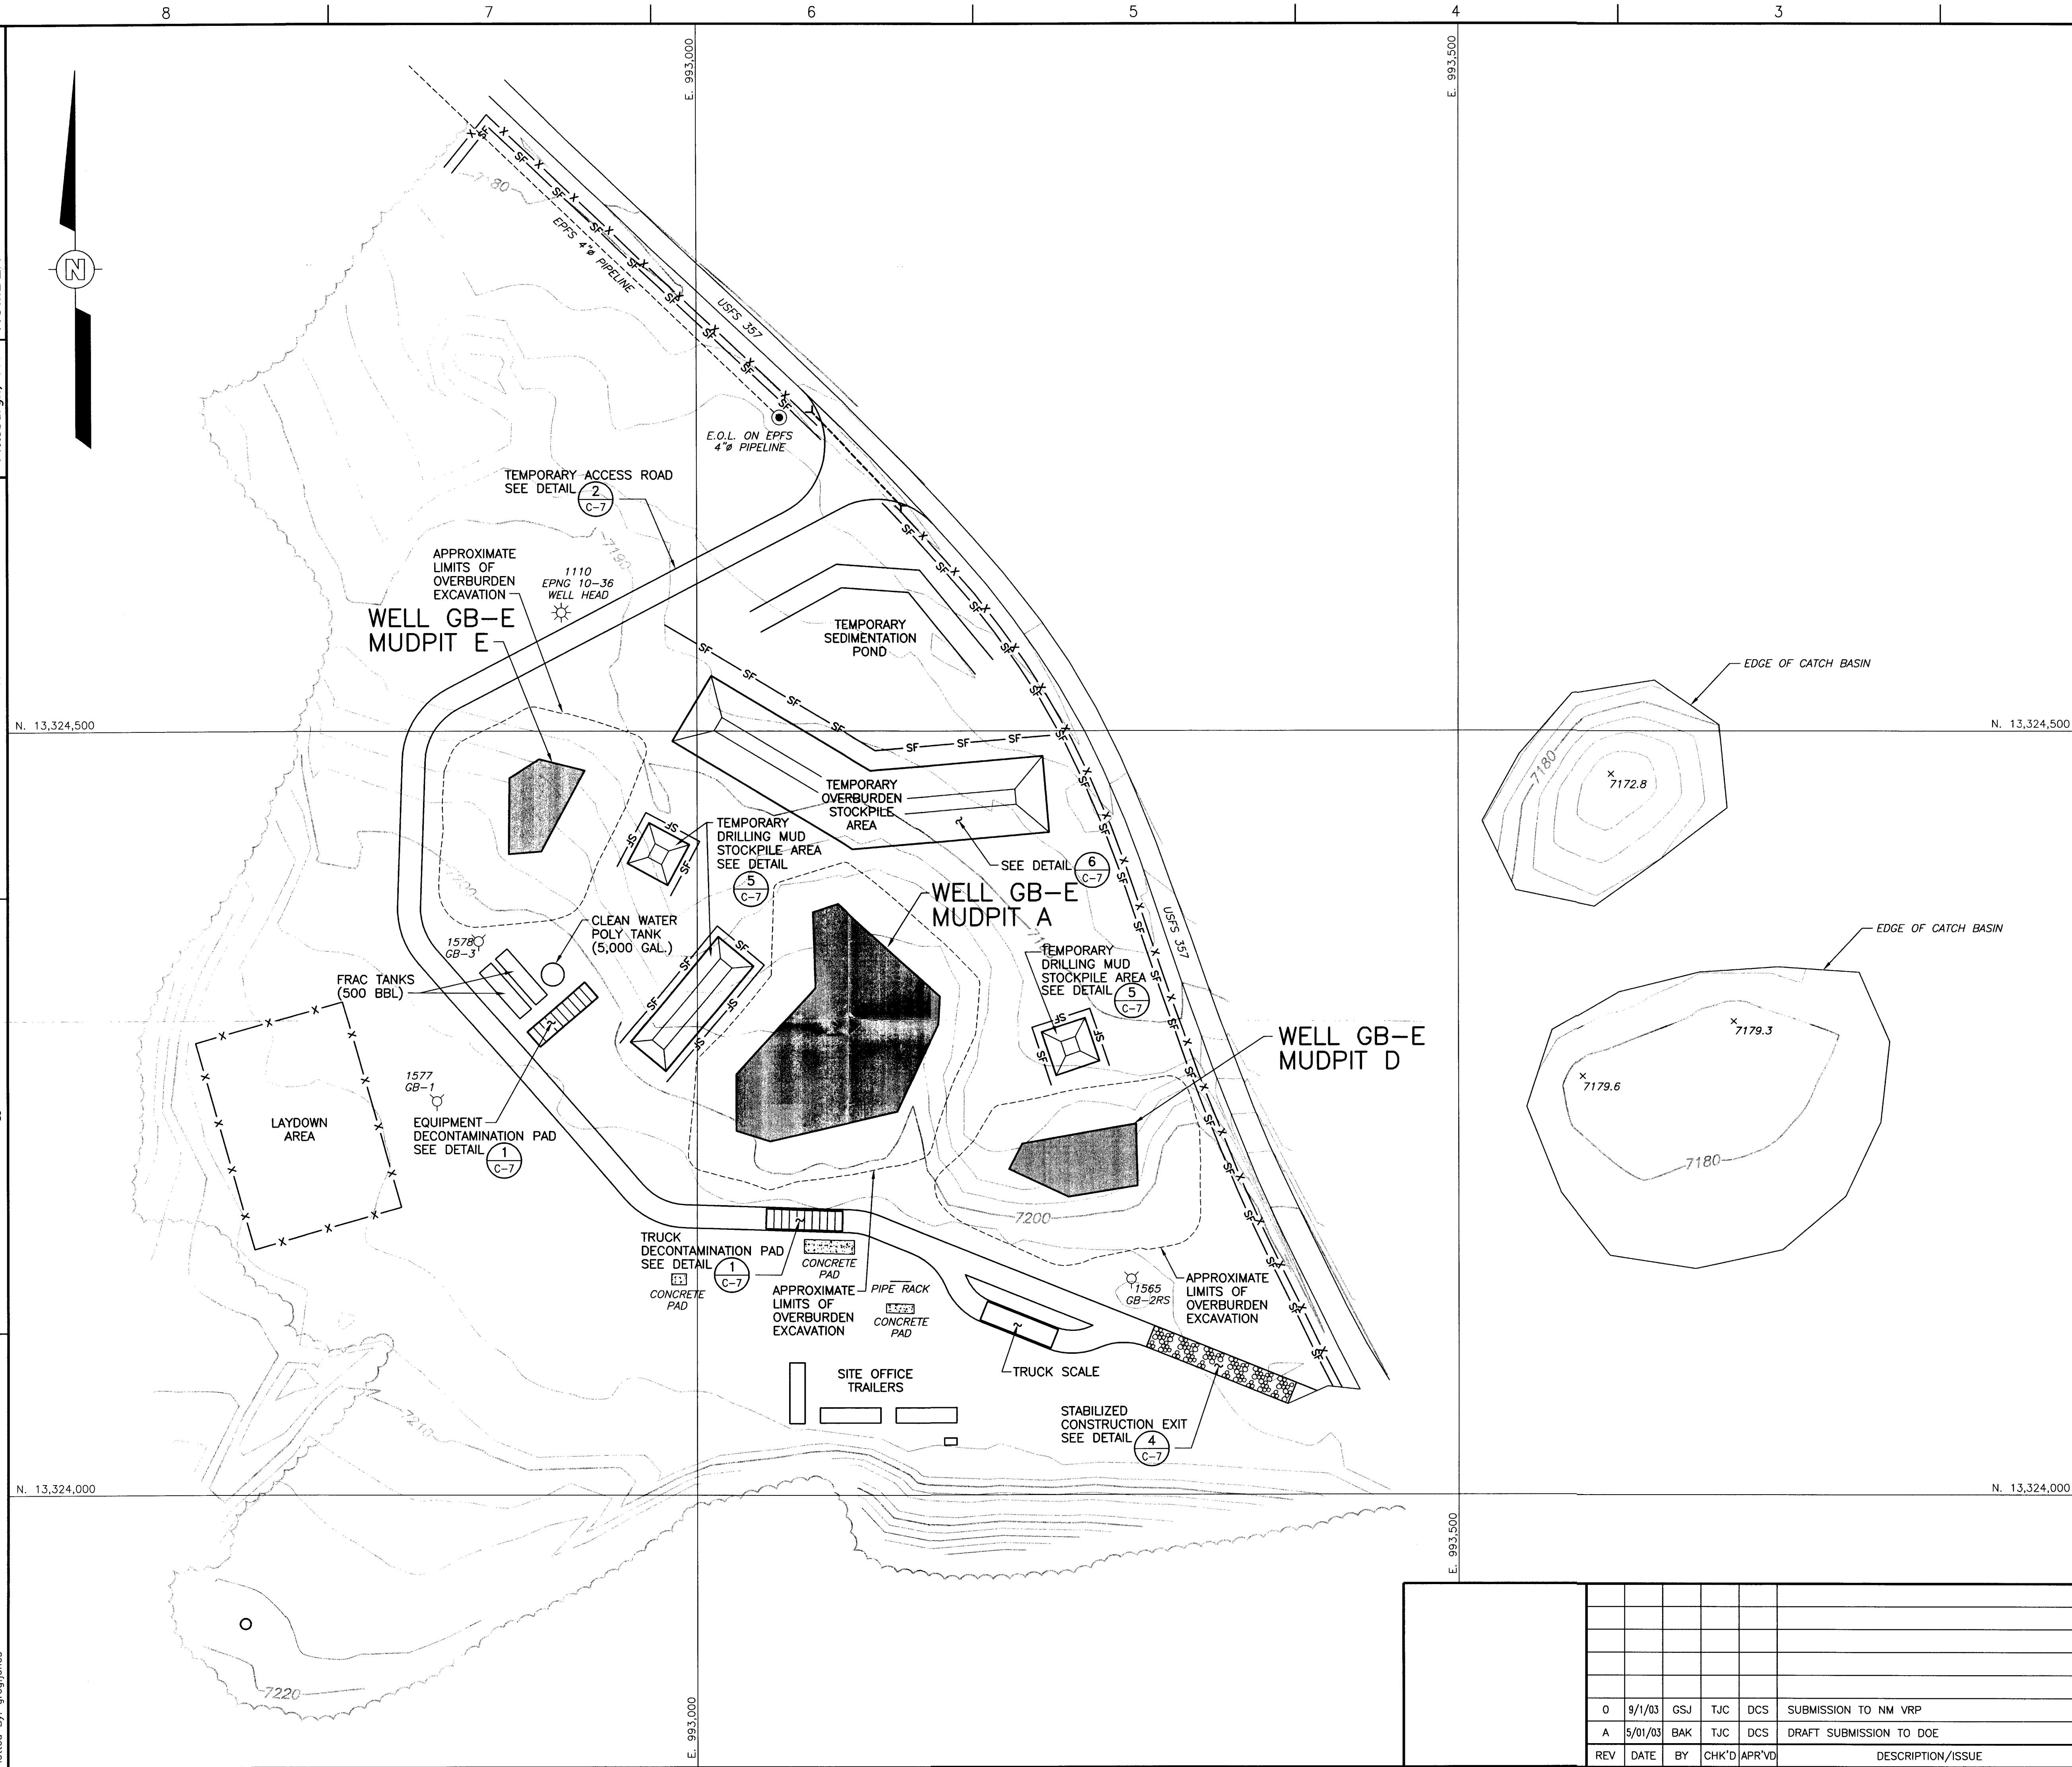 8 7 6 5 4 3
E. 993,000
E. 993,500
N
7180
EPFS 4"ø PIPELINE
USFS 357
E.O.L. ON EPFS
4"ø PIPELINE
TEMPORARY ACCESS ROAD
SEE DETAIL
2
C-7
APPROXIMATE
LIMITS OF
OVERBURDEN
EXCAVATION
1110
EPNG 10-36
WELL HEAD
7190
WELL GB-E
MUDPIT E
TEMPORARY
SEDIMENTATION
POND
EDGE OF CATCH BASIN
N. 13,324,500
N. 13,324,500
7180
7172.8
TEMPORARY
OVERBURDEN
STOCKPILE
AREA
TEMPORARY
DRILLING MUD
STOCKPILE AREA
SEE DETAIL
5
C-7
SEE DETAIL
6
C-7
7200
WELL GB-E
MUDPIT A
CLEAN WATER
POLY TANK
(5,000 GAL.)
1578
GB-3
FRAC TANKS
(500 BBL)
TEMPORARY
DRILLING MUD
STOCKPILE AREA
SEE DETAIL
5
C-7
USFS 357
EDGE OF CATCH BASIN
7179.3
7179.6
7180
WELL GB-E
MUDPIT D
1577
GB-1
LAYDOWN
AREA
EQUIPMENT
DECONTAMINATION PAD
SEE DETAIL
1
C-7
7200
TRUCK
DECONTAMINATION PAD
SEE DETAIL
1
C-7
CONCRETE
PAD
CONCRETE
PAD
APPROXIMATE
LIMITS OF
OVERBURDEN
EXCAVATION
PIPE RACK
CONCRETE
PAD
1565
GB-2RS
APPROXIMATE
LIMITS OF
OVERBURDEN
EXCAVATION
TRUCK SCALE
SITE OFFICE
TRAILERS
STABILIZED
CONSTRUCTION EXIT
SEE DETAIL
4
C-7
7210
N. 13,324,000
N. 13,324,000
E. 993,500
7220
E. 993,000
0 9/1/03 GSJ TJC DCS SUBMISSION TO NM VRP
A 5/01/03 BAK TJC DCS DRAFT SUBMISSION TO DOE
REV DATE BY CHK'D APR'VD DESCRIPTION/ISSUE